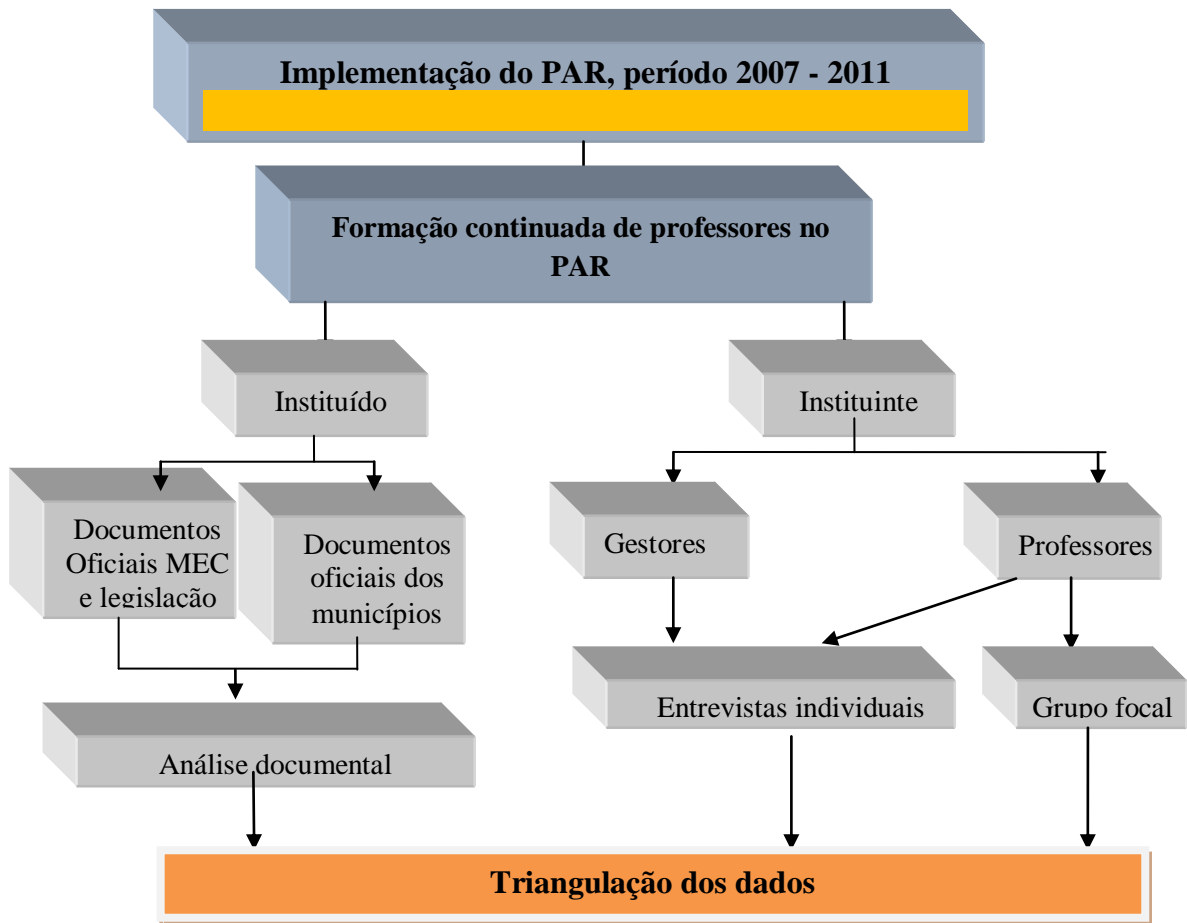 Implementação do PAR, período 2007 - 2011
Formação continuada de professores no
PAR
Instituído
Instituinte
Documentos
Oficiais MEC
e legislação
Documentos
oficiais dos
municípios
Gestores
Professores
Entrevistas individuais
Grupo focal
Análise documental
Triangulação dos dados